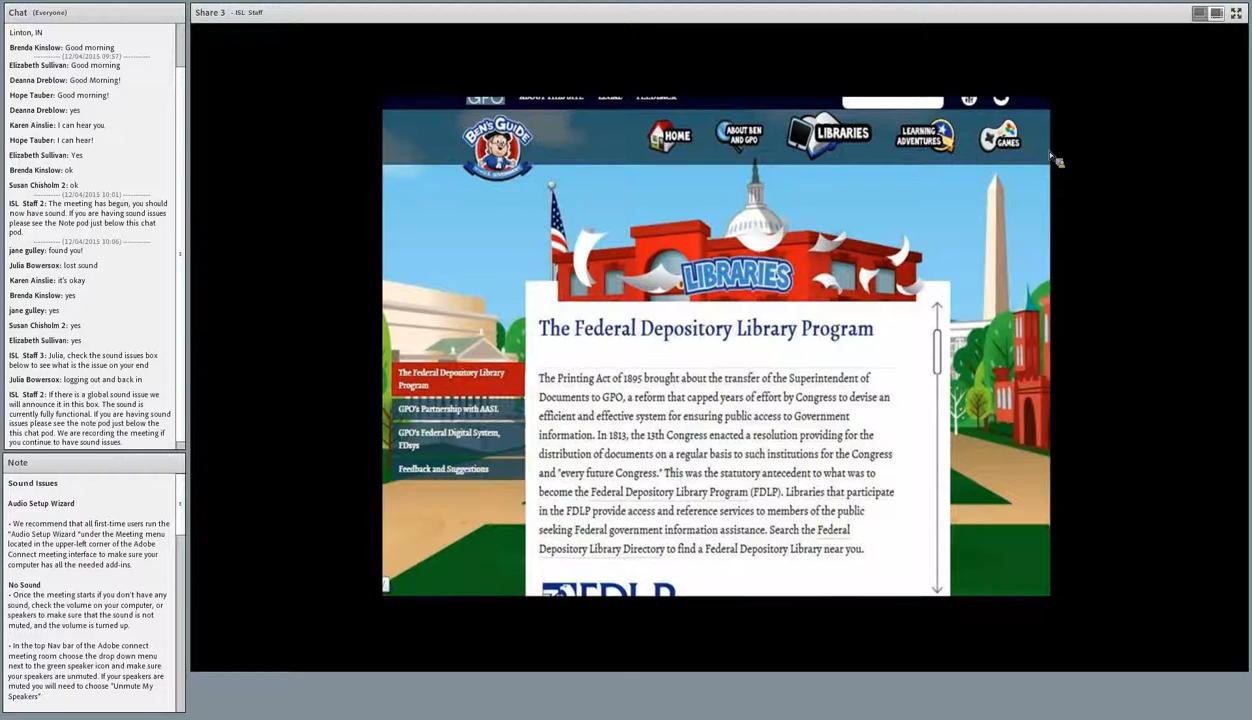 Chat (Everyone)
Linton, IN
Brenda Kinslow: Good morning
------------ (12/04/2015 09:57) ------------
Elizabeth Sullivan: Good morning
Deanna Dreblow: Good Morning!
Hope Tauber: Good morning!
Deanna Dreblow: yes
Karen Ainslie: I can hear you.
Hope Tauber: I can hear!
Elizabeth Sullivan: Yes
Brenda Kinslow: ok
Susan Chisholm 2: ok
------------ (12/04/2015 10:01) ------------
ISL Staff 2: The meeting has begun, you should
now have sound. If you are having sound issues
please see the Note pod just below this chat
pod.
------------ (12/04/2015 10:06) ------------
jane gulley: found you!
Julia Bowersox: lost sound
Karen Ainslie: it's okay
Brenda Kinslow: yes
jane gulley: yes
Susan Chisholm 2: yes
Elizabeth Sullivan: yes
ISL Staff 3: Julia, check the sound issues box
below to see what is the issue on your end
Julia Bowersox: logging out and back in
ISL Staff 2: If there is a global sound issue we
will announce it in this box. The sound is
currently fully functional. If you are having sound
issues please see the note pod just below the
this chat pod. We are recording the meeting if
you continue to have sound issues.
Note
Sound Issues
Audio Setup Wizard
• We recommend that all first-time users run the
"Audio Setup Wizard "under the Meeting menu
located in the upper-left corner of the Adobe
Connect meeting interface to make sure your
computer has all the needed add-ins.
No Sound
• Once the meeting starts if you don't have any
sound, check the volume on your computer, or
speakers to make sure that the sound is not
muted, and the volume is turned up.
• In the top Nav bar of the Adobe connect
meeting room choose the drop down menu
next to the green speaker icon and make sure
your speakers are unmuted. If your speakers are
muted you will need to choose "Unmute My
Speakers"
Share 3 - ISL Staff
GPO ABOUT THIS SITE LEGAL FEEDBACK
BEN'S GUIDE
HOME
ABOUT BEN
AND GPO
LIBRARIES
LEARNING
ADVENTURES
GAMES
LIBRARIES
The Federal Depository Library
Program
GPO's Partnership with AASL
GPO's Federal Digital System,
FDsys
Feedback and Suggestions
The Federal Depository Library Program
The Printing Act of 1895 brought about the transfer of the Superintendent of
Documents to GPO, a reform that capped years of effort by Congress to devise an
efficient and effective system for ensuring public access to Government
information. In 1813, the 13th Congress enacted a resolution providing for the
distribution of documents on a regular basis to such institutions for the Congress
and "every future Congress." This was the statutory antecedent to what was to
become the Federal Depository Library Program (FDLP). Libraries that participate
in the FDLP provide access and reference services to members of the public
seeking Federal government information assistance. Search the Federal
Depository Library Directory to find a Federal Depository Library near you.
FDLP